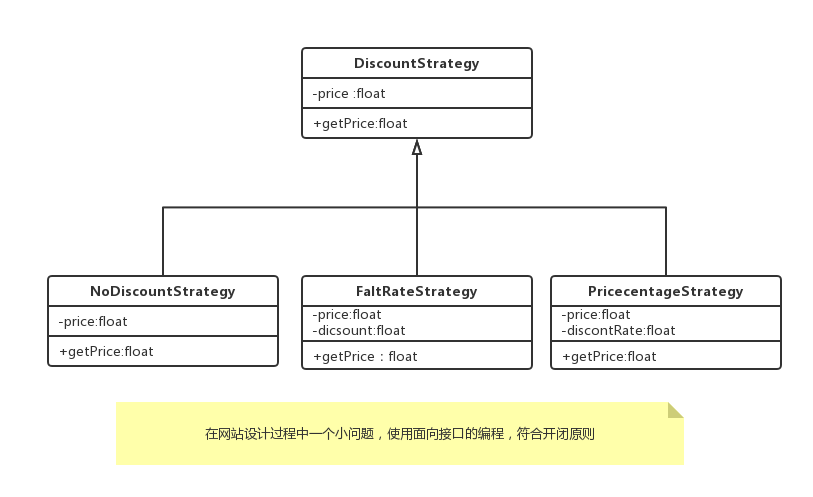 DiscountStrategy
-price :float
+getPrice:float
NoDiscountStrategy
-price:float
+getPrice:float
FaltRateStrategy
-price:float
-dicsount:float
+getPrice：float
PricecentageStrategy
-price:float
-discontRate:float
+getPrice:float
在网站设计过程中一个小问题，使用面向接口的编程，符合开闭原则